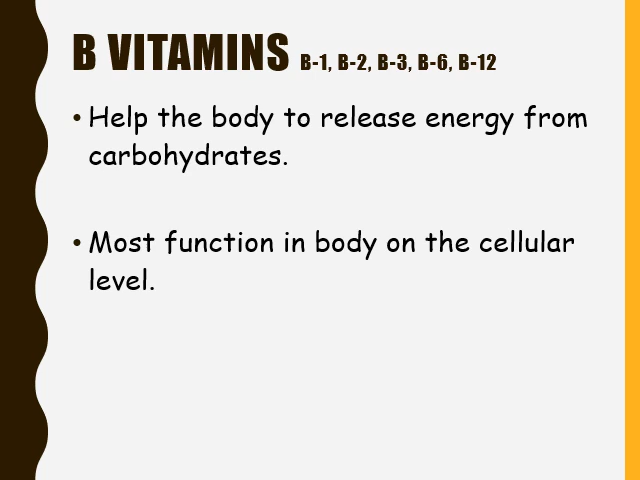 B VITAMINS B-1, B-2, B-3, B-6, B-12
• Help the body to release energy from
carbohydrates.
• Most function in body on the cellular
level.